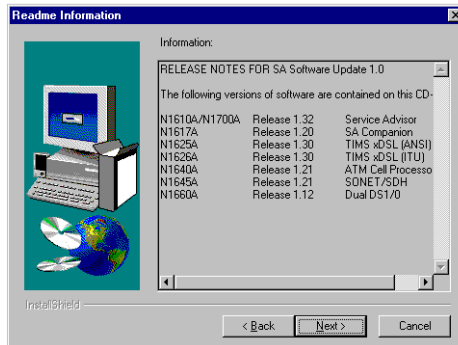 Readme Information
Information:
RELEASE NOTES FOR SA Software Update 1.0
The following versions of software are contained on this CD-
N1610A/N1700A Release 1.32 Service Advisor
N1617A Release 1.20 SA Companion
N1625A Release 1.30 TIMS xDSL (ANSI)
N1626A Release 1.30 TIMS xDSL (ITU)
N1640A Release 1.21 ATM Cell Processo
N1645A Release 1.21 SONET/SDH
N1660A Release 1.12 Dual DS1/0
InstallShield
< Back Next > Cancel